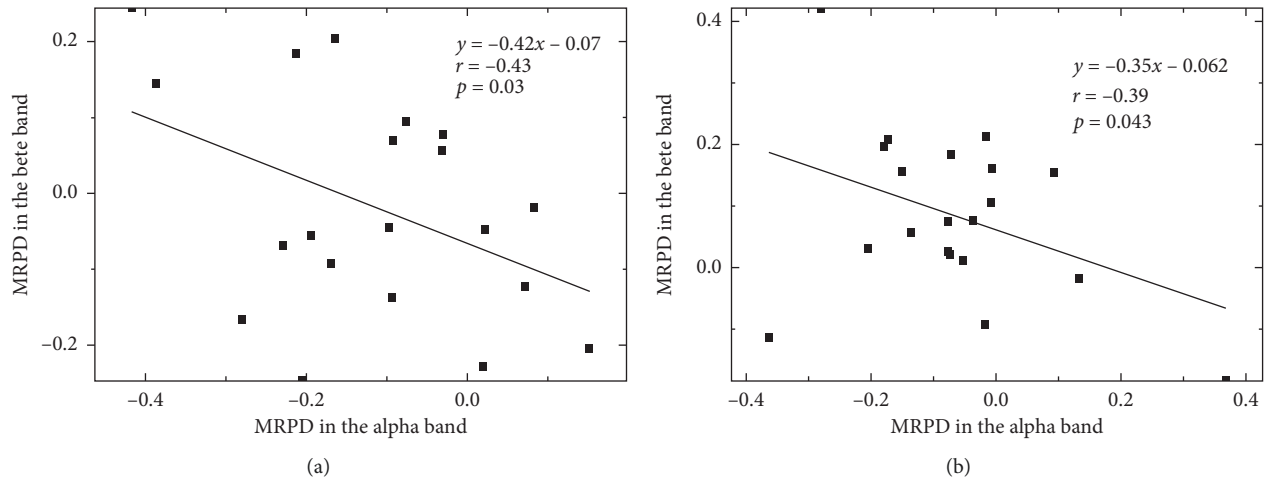 0.2
0.0
–0.2
–0.4
–0.2
0.0
MRPD in the bete band
MRPD in the alpha band
y = –0.42x – 0.07
r = –0.43
p = 0.03
(a)
0.4
0.2
0.0
–0.4
–0.2
0.0
0.2
0.4
MRPD in the bete band
MRPD in the alpha band
y = –0.35x – 0.062
r = –0.39
p = 0.043
(b)